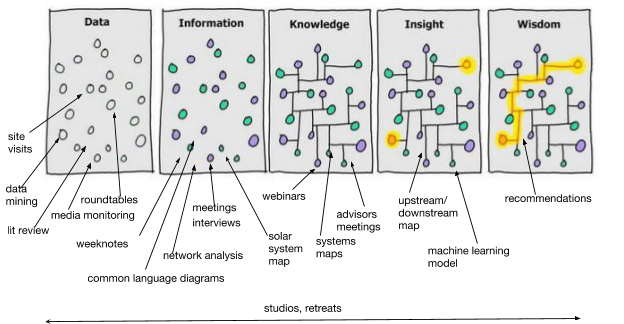 Data
Information
Knowledge
Insight
Wisdom
site
visits
data
mining
lit review
media monitoring
roundtables
weeknotes
common language diagrams
network analysis
meetings
interviews
solar
system
map
webinars
systems
maps
advisors
meetings
upstream/
downstream
map
machine learning
model
recommendations
studios, retreats